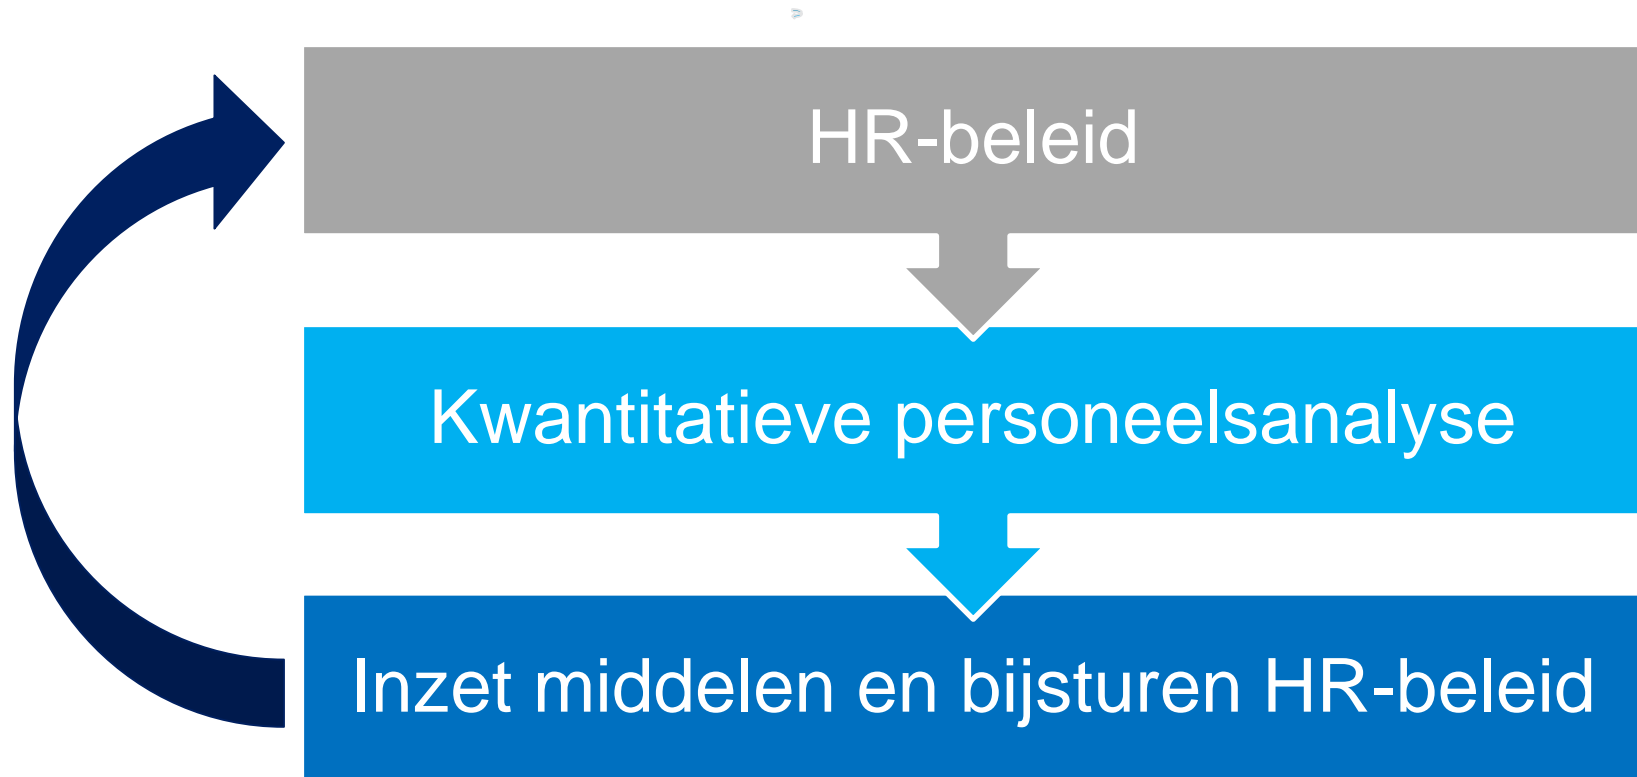 HR-beleid
Kwantitatieve personeelsanalyse
Inzet middelen en bijsturen HR-beleid